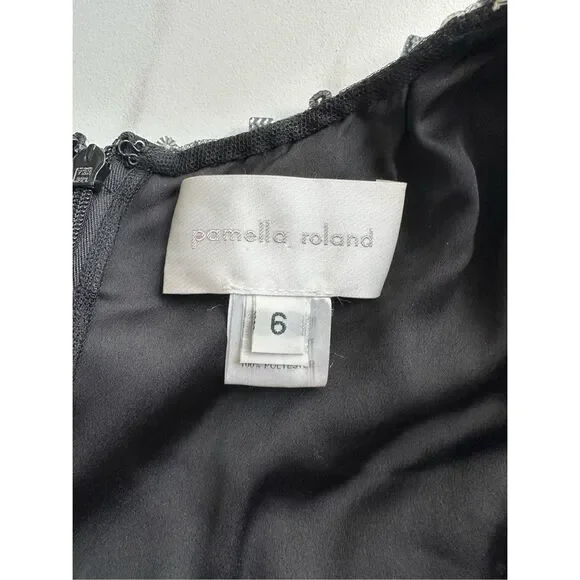 pamella roland
6
100% POLYESTER